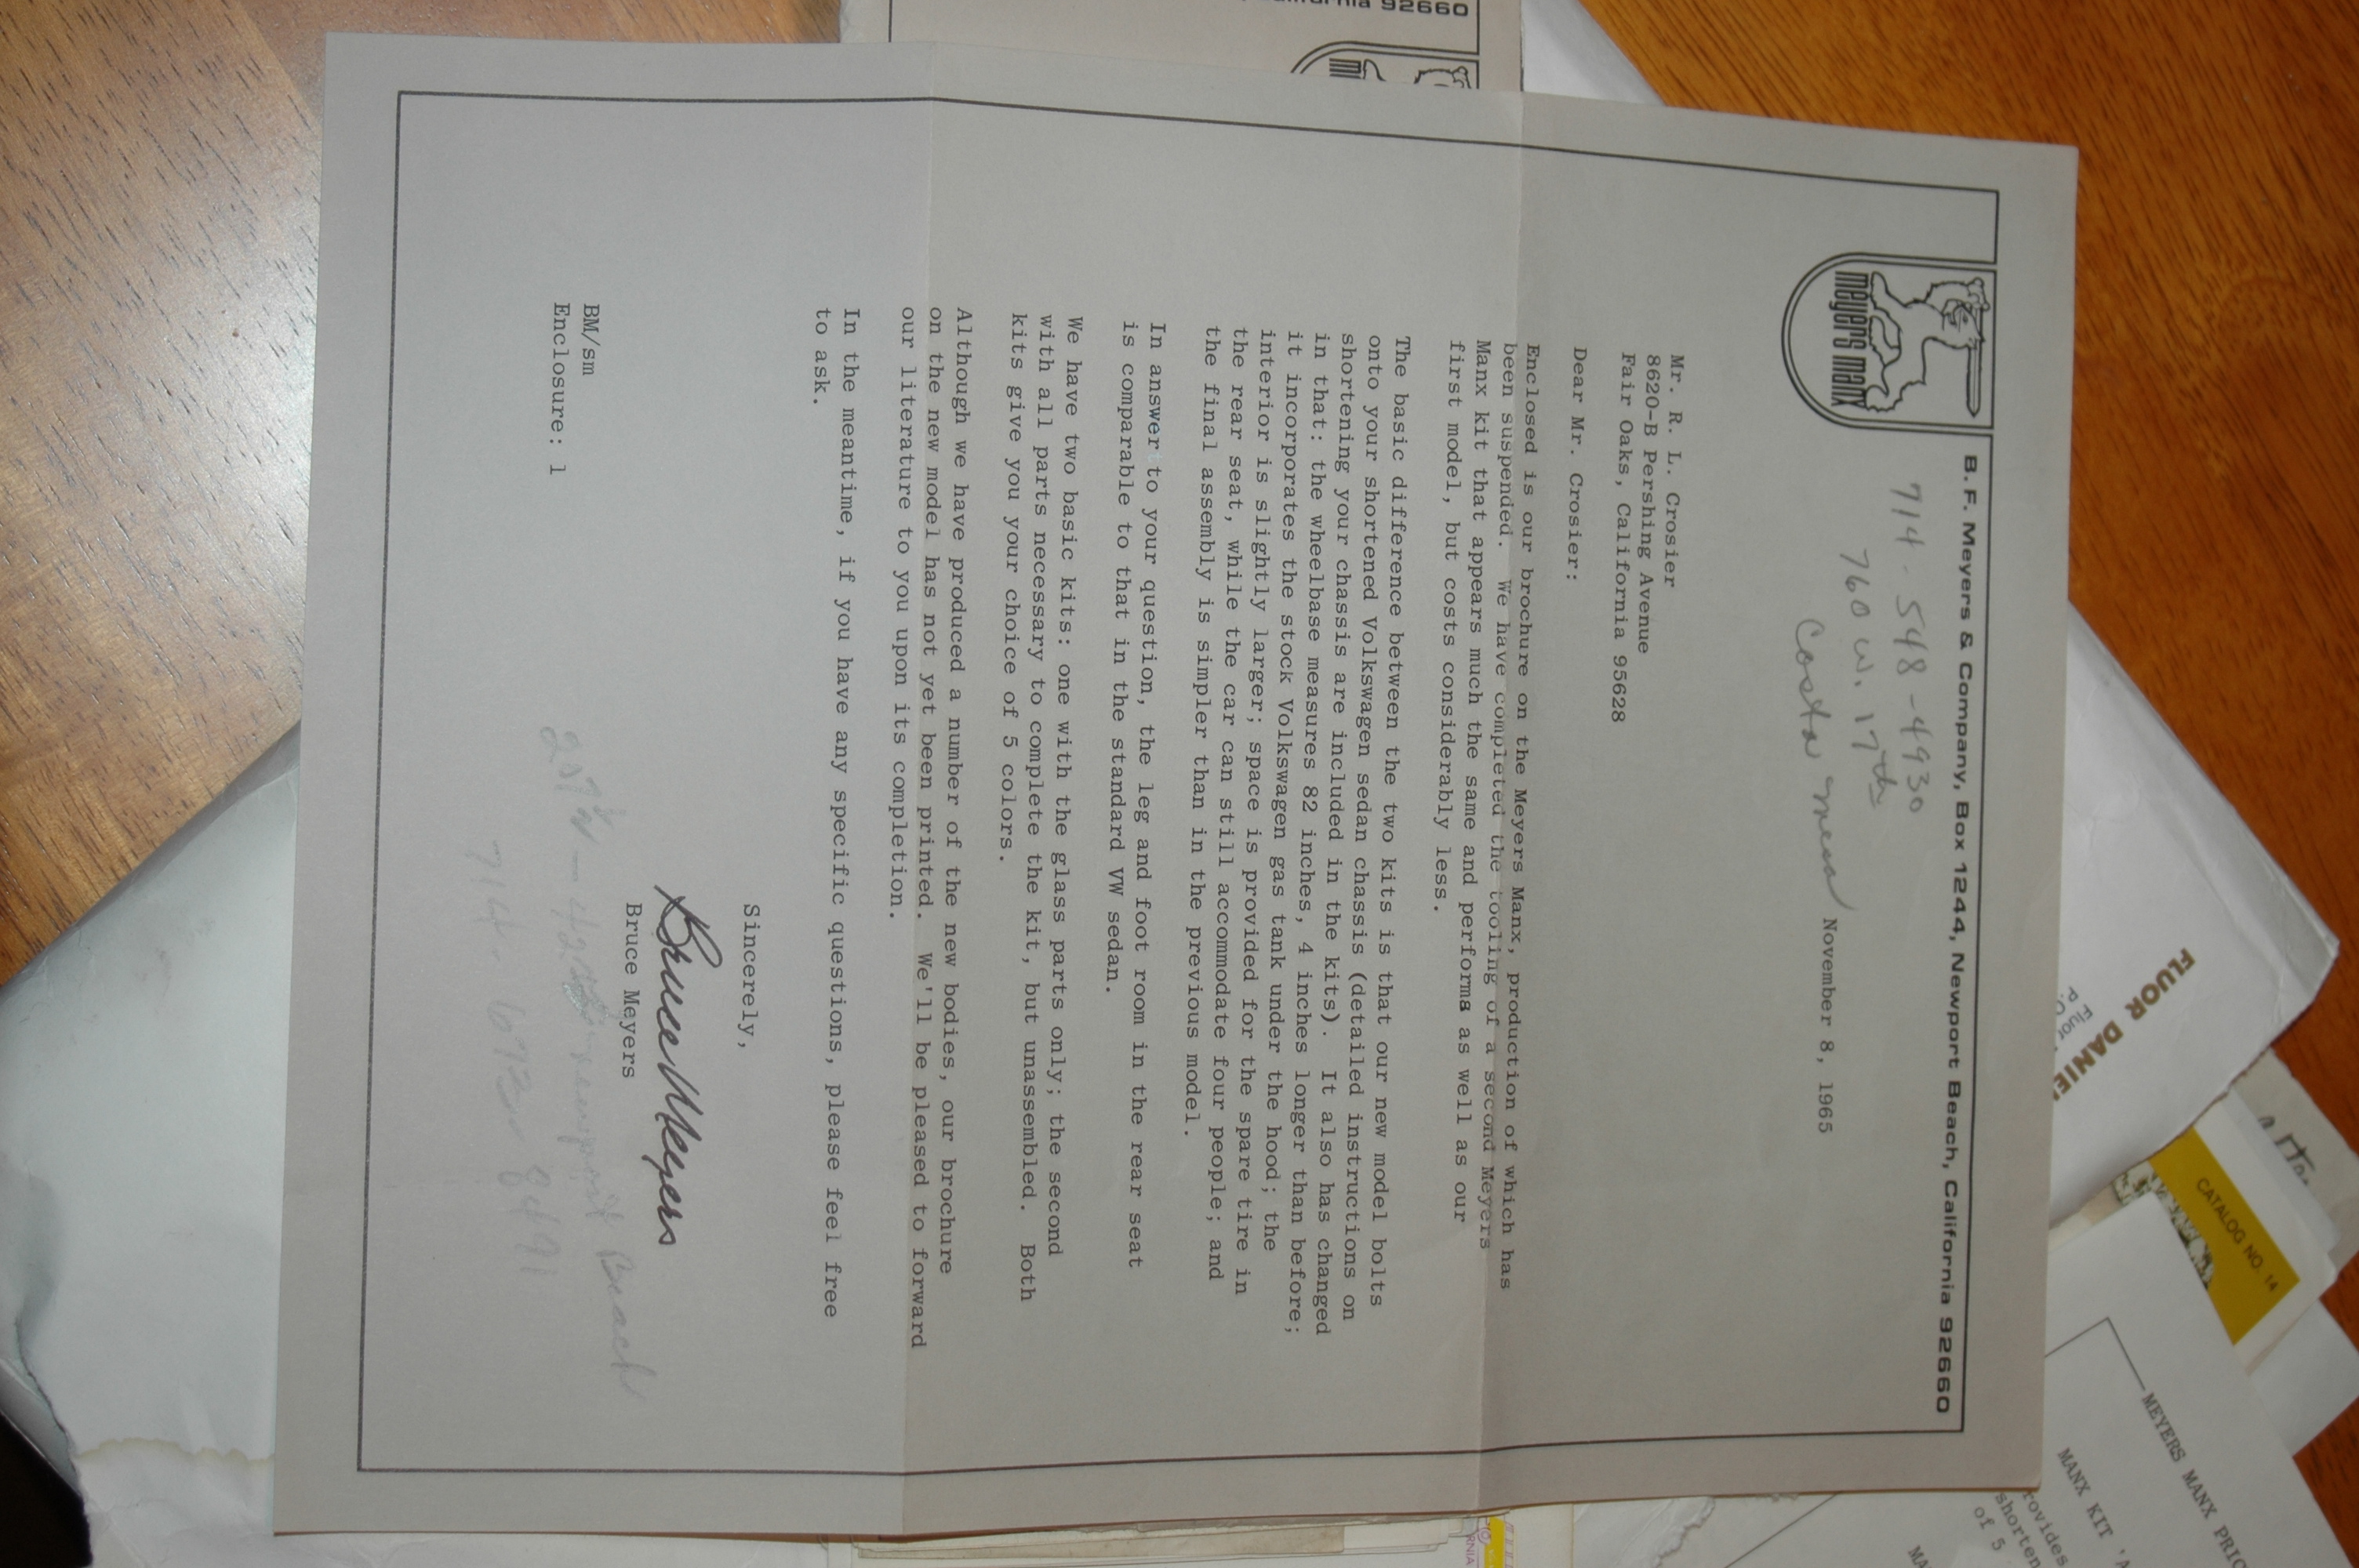 B. F. Meyers & Company, Box 1244, Newport Beach, California 92660
meyers manx
714-548-4930
760 W. 17th
Costa Mesa
November 8, 1965
Mr. R. L. Crosier
8620-B Pershing Avenue
Fair Oaks, California 95628
Dear Mr. Crosier:
Enclosed is our brochure on the Meyers Manx, production of which has
been suspended. We have completed the tooling of a second Meyers
Manx kit that appears much the same and performs as well as our
first model, but costs considerably less.
The basic difference between the two kits is that our new model bolts
onto your shortened Volkswagen sedan chassis (detailed instructions on
shortening your chassis are included in the kits). It also has changed
in that: the wheelbase measures 82 inches, 4 inches longer than before;
it incorporates the stock Volkswagen gas tank under the hood; the
interior is slightly larger; space is provided for the spare tire in
the rear seat, while the car can still accommodate four people; and
the final assembly is simpler than in the previous model.
In answer to your question, the leg and foot room in the rear seat
is comparable to that in the standard VW sedan.
We have two basic kits: one with the glass parts only; the second
with all parts necessary to complete the kit, but unassembled. Both
kits give you your choice of 5 colors.
Although we have produced a number of the new bodies, our brochure
on the new model has not yet been printed. We'll be pleased to forward
our literature to you upon its completion.
In the meantime, if you have any specific questions, please feel free
to ask.
Sincerely,
Bruce Meyers
Bruce Meyers
BM/sm
Enclosure: 1
Newport Beach
714-673-8491
92660
FLUOR DANIEL
Fluor
P.O.
CATALOG NO. 14
MEYERS MANX
MANX KIT 'A
shorten
of 5